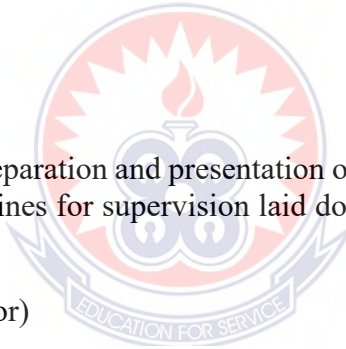 eparation and presentation o
ines for supervision laid do
or)
EDUCATION FOR SERVICE